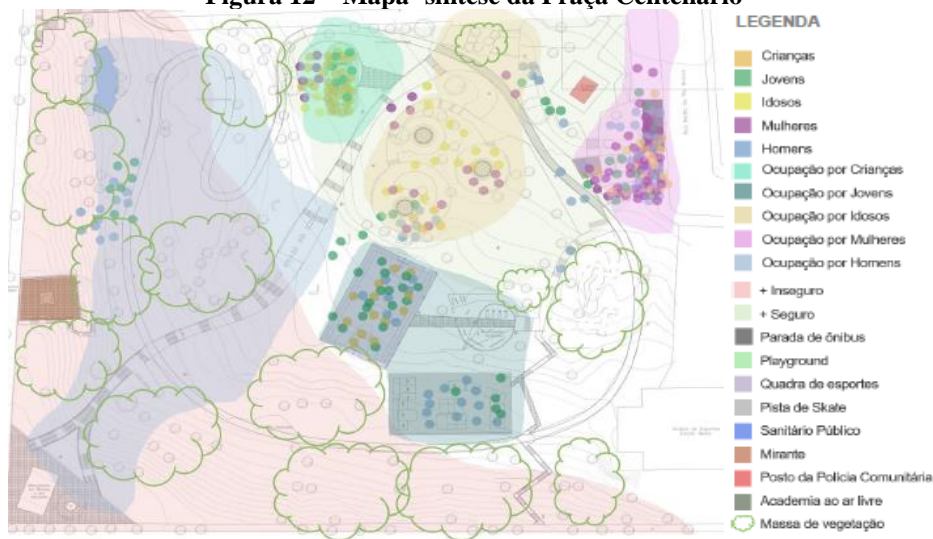 Figura 12 – Mapa-síntese da Praça Centenário
LEGENDA
Crianças
Jovens
Idosos
Mulheres
Homens
Ocupação por Crianças
Ocupação por Jovens
Ocupação por Idosos
Ocupação por Mulheres
Ocupação por Homens
+ Inseguro
+ Seguro
Parada de ônibus
Playground
Quadra de esportes
Pista de Skate
Sanitário Público
Mirante
Posto da Polícia Comunitária
Academia ao ar livre
Massa de vegetação